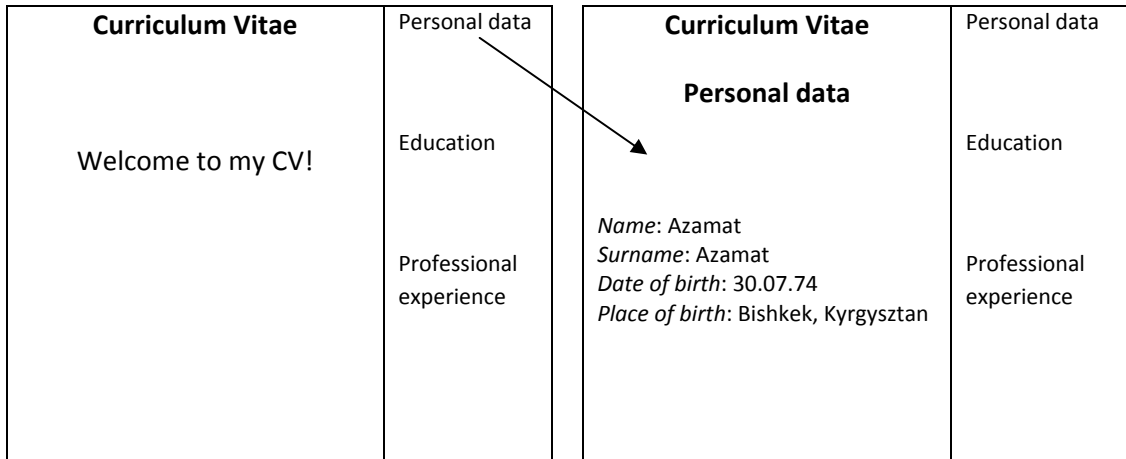 Curriculum Vitae
Welcome to my CV!
Personal data
Education
Professional
experience
Curriculum Vitae
Personal data
Name: Azamat
Surname: Azamat
Date of birth: 30.07.74
Place of birth: Bishkek, Kyrgysztan
Personal data
Education
Professional
experience